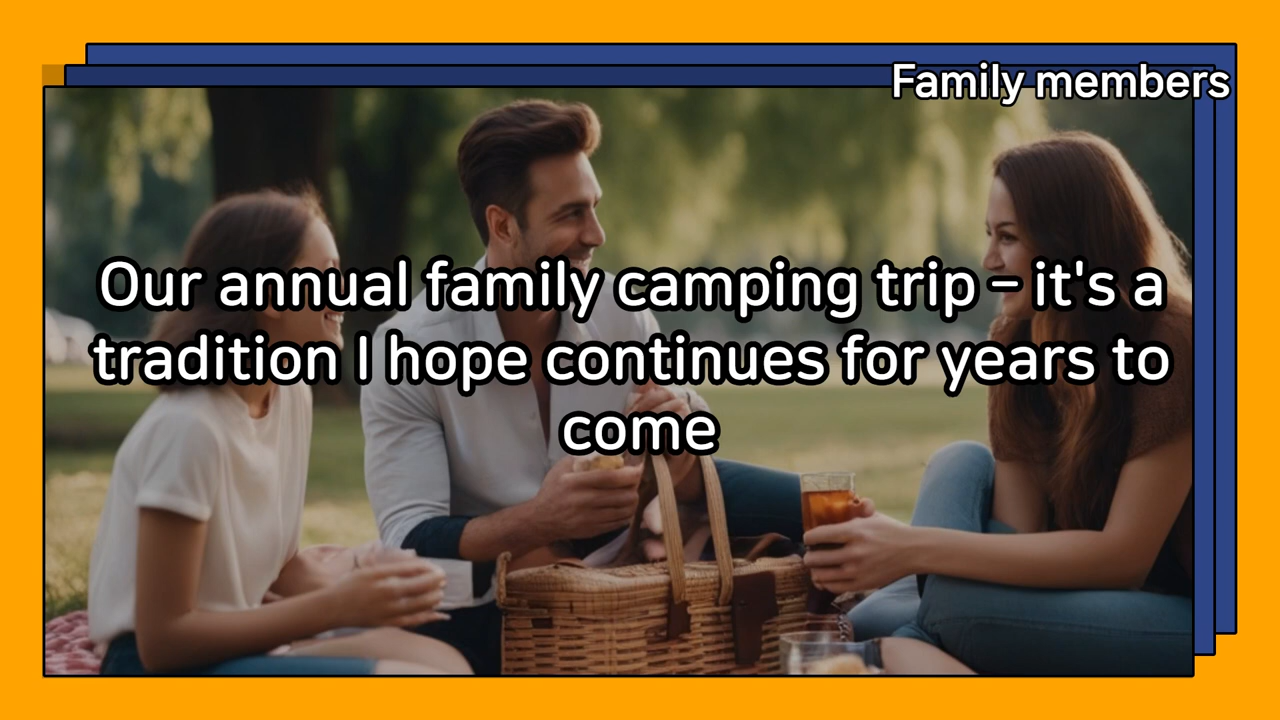 Family members
Our annual family camping trip – it's a
tradition I hope continues for years to
come